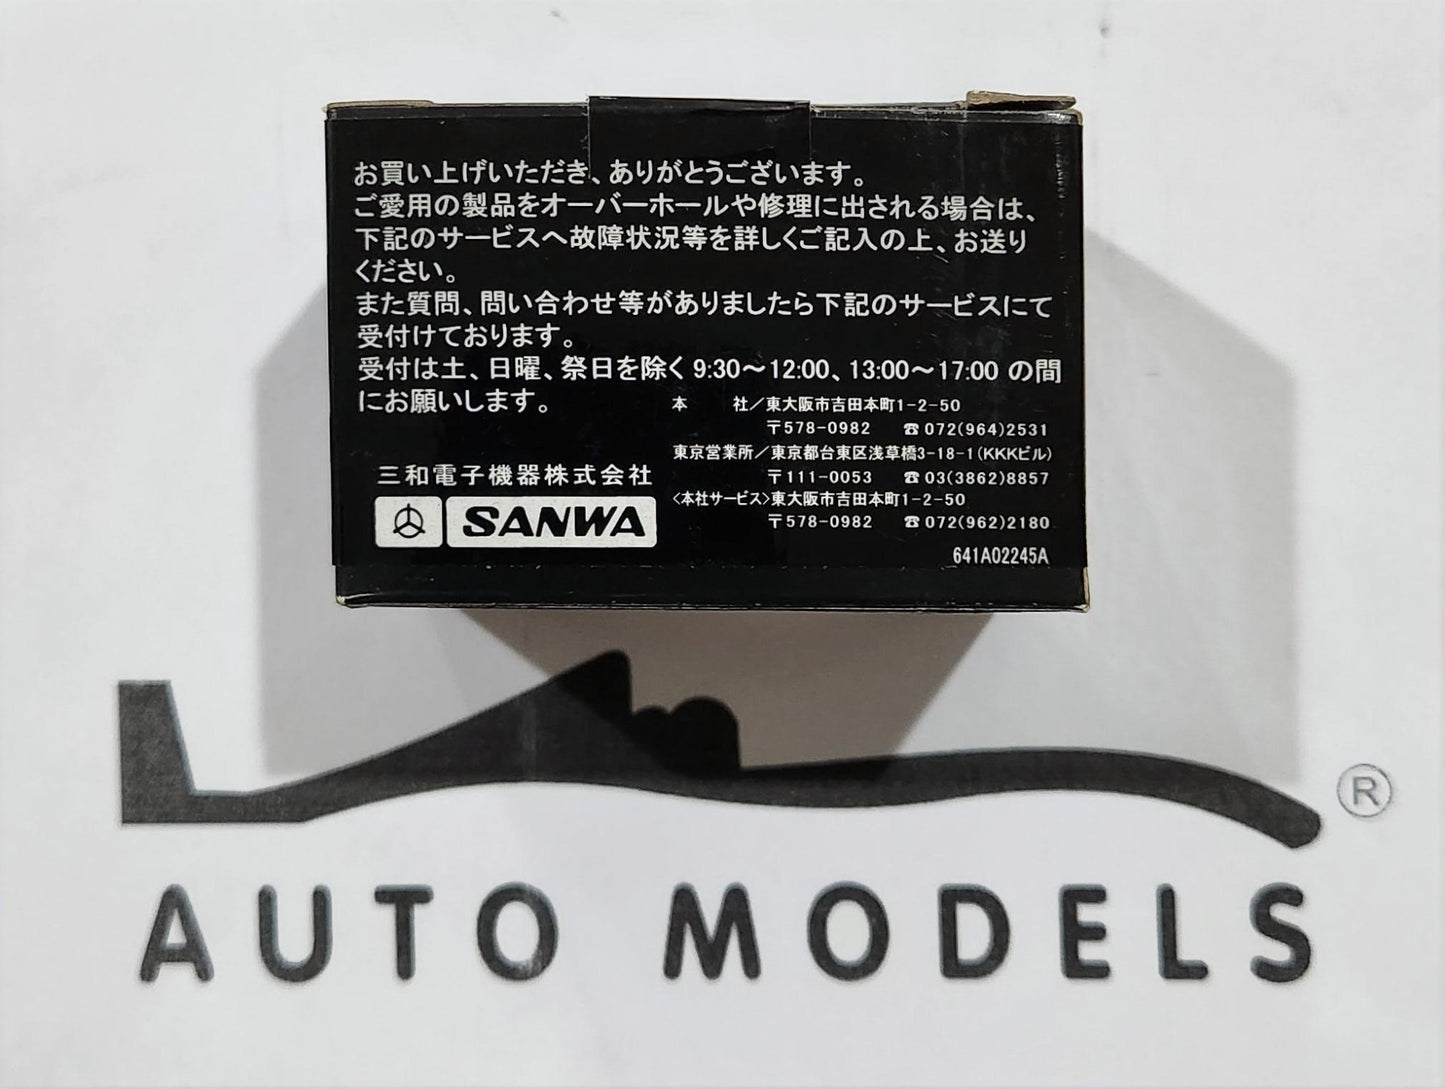 お買い上げいただき、ありがとうございます。
ご愛用の製品をオーバーホールや修理に出される場合は、
下記のサービスへ故障状況等を詳しくご記入の上、お送り
ください。
また質問、問い合わせ等がありましたら下記のサービスにて
受付けております。
受付は土、日曜、祭日を除く 9:30〜12:00、13:00〜17:00 の間
にお願いします。
本　　社／東大阪市吉田本町1-2-50
〒578-0982　☎072(964)2531
東京営業所／東京都台東区浅草橋3-18-1(KKKビル)
〒111-0053　☎03(3862)8857
〈本社サービス〉東大阪市吉田本町1-2-50
〒578-0982　☎072(962)2180
三和電子機器株式会社
SANWA
641A02245A
®
AUTO MODELS